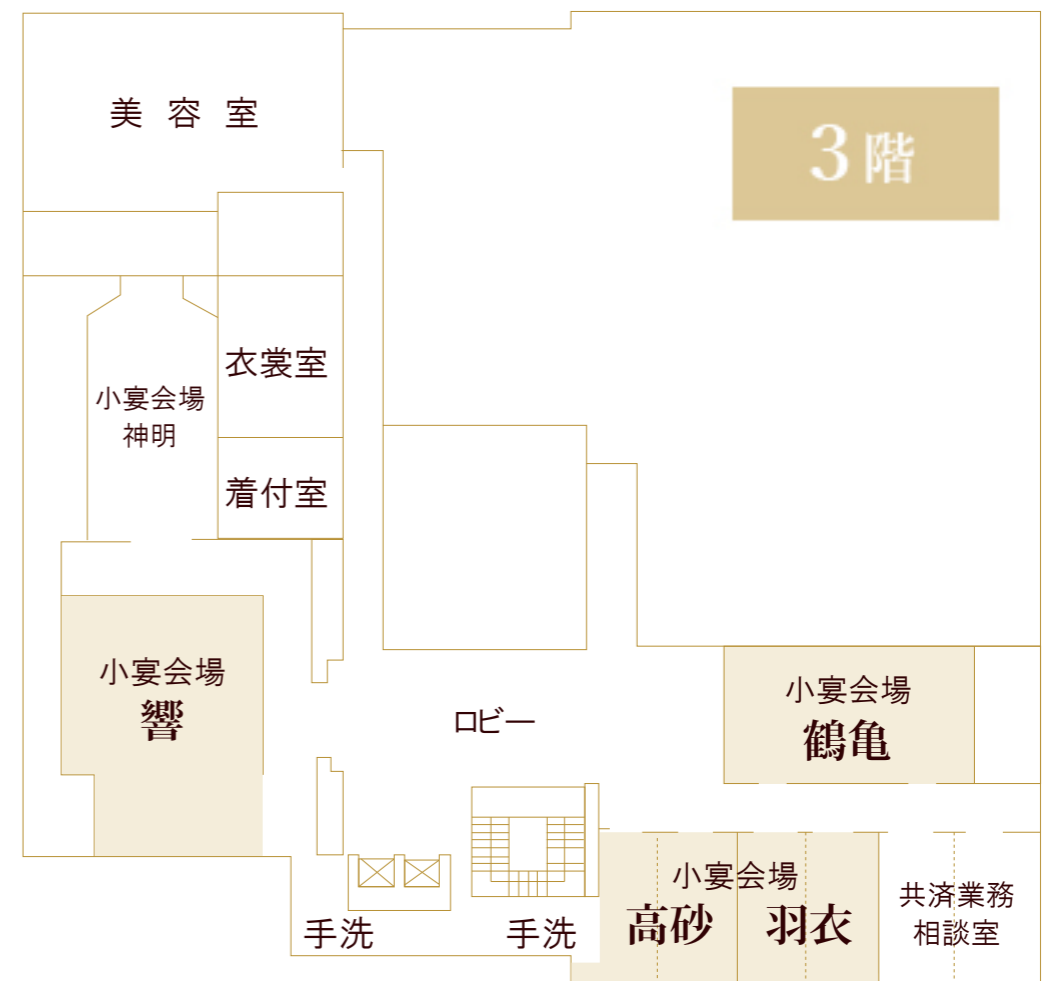 美容室
3階
衣裳室
小宴会場
神明
着付室
小宴会場
響
ロビー
小宴会場
鶴亀
小宴会場
高砂
羽衣
共済業務
相談室
手洗
手洗